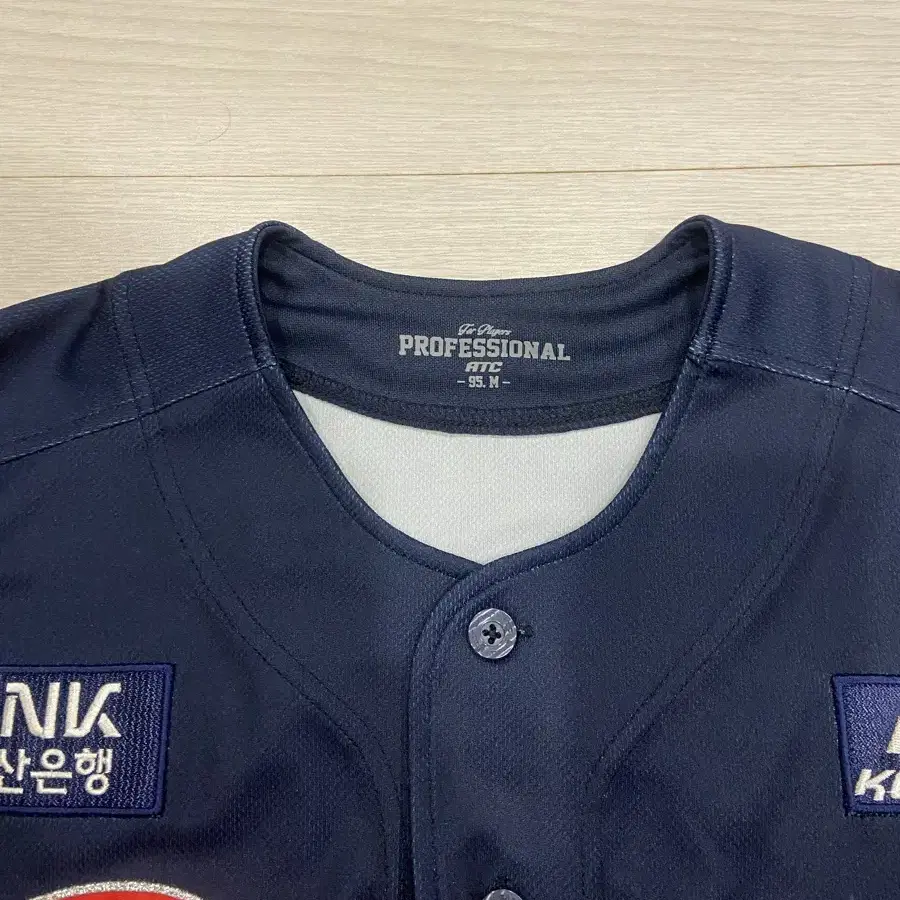 For Players
PROFESSIONAL
ATC
- 95. M -
NK
산은행
K